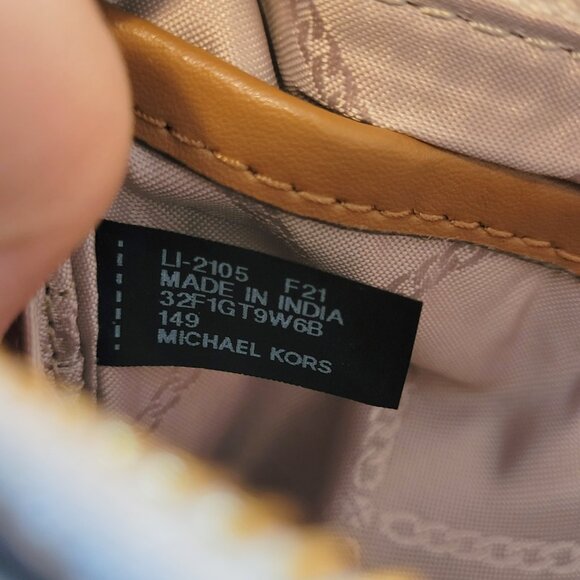 LI-2105 F21
MADE IN INDIA
32F1GT9W6B
149
MICHAEL KORS